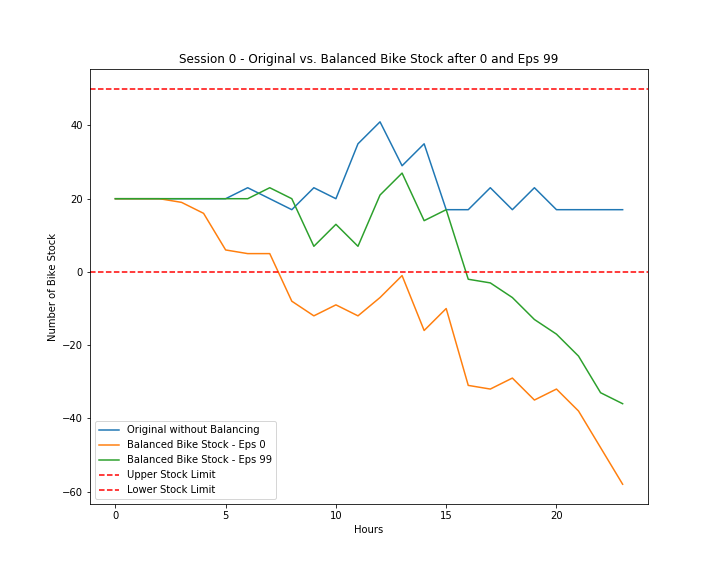 Session 0 - Original vs. Balanced Bike Stock after 0 and Eps 99
Number of Bike Stock
40
20
0
−20
−40
−60
Original without Balancing
Balanced Bike Stock - Eps 0
Balanced Bike Stock - Eps 99
Upper Stock Limit
Lower Stock Limit
0 5 10 15 20
Hours